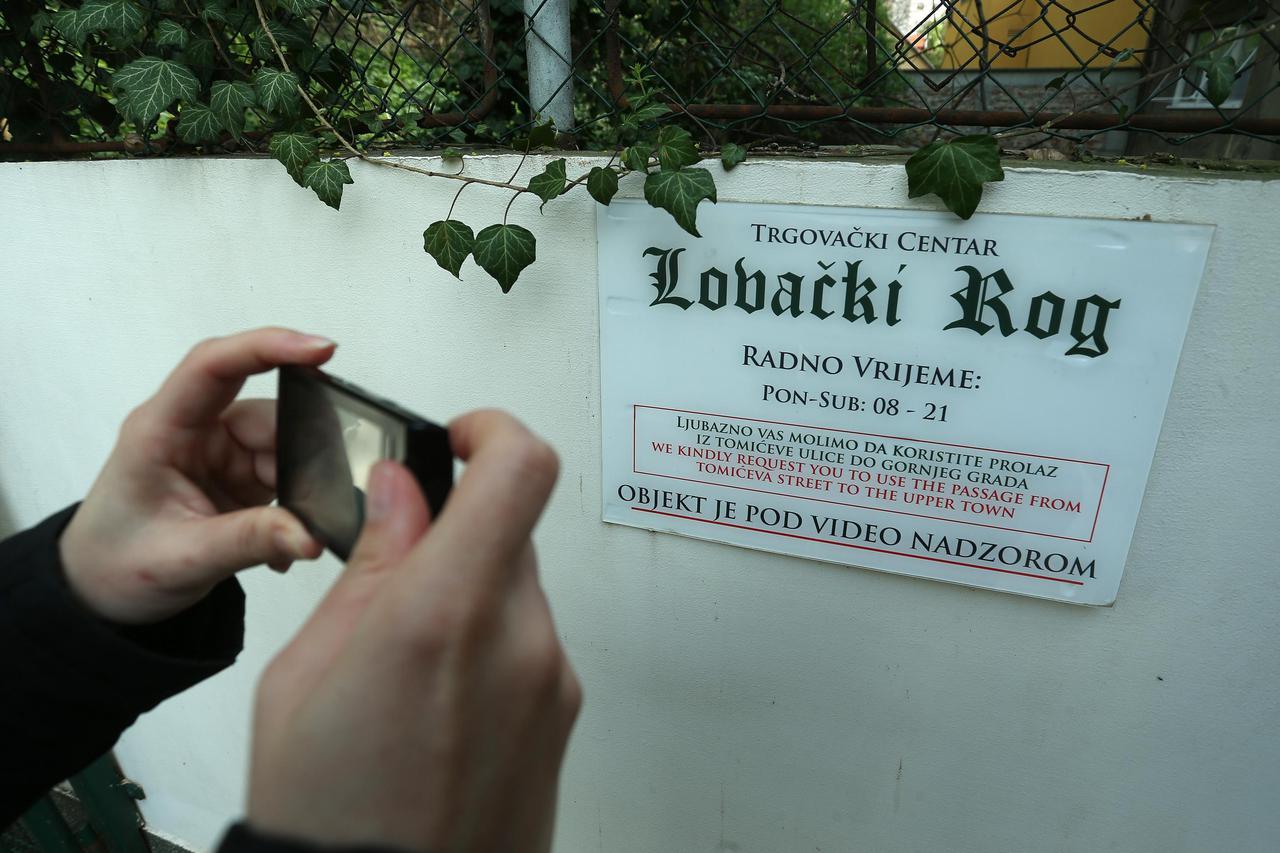 TRGOVAČKI CENTAR
Lovački Rog
RADNO VRIJEME:
PON-SUB: 08 - 21
LJUBAZNO VAS MOLIMO DA KORISTITE PROLAZ
IZ TOMIĆEVE ULICE DO GORNJEG GRADA
WE KINDLY REQUEST YOU TO USE THE PASSAGE FROM
TOMIĆEVA STREET TO THE UPPER TOWN
OBJEKT JE POD VIDEO NADZOROM